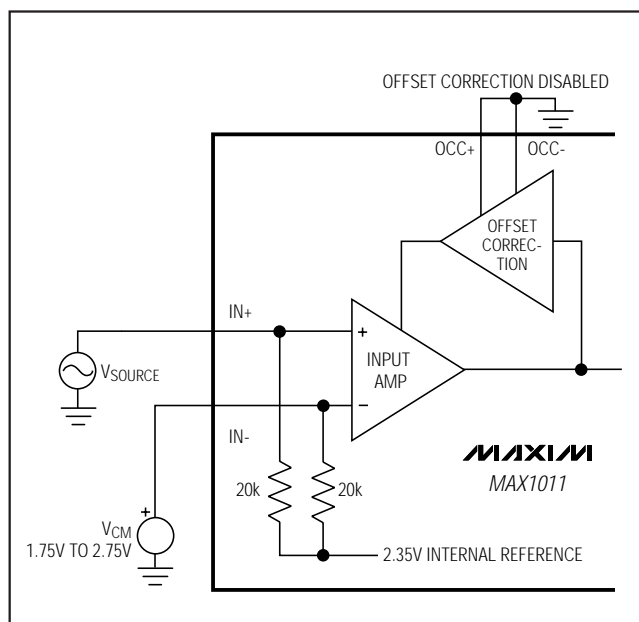 OFFSET CORRECTION DISABLED
OCC+
OCC-
OFFSET
CORREC-
TION
IN+
+
INPUT
AMP
−
VSOURCE
IN-
MAXIM
MAX1011
20k
20k
+
VCM
1.75V TO 2.75V
2.35V INTERNAL REFERENCE